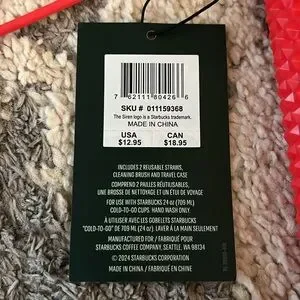 7 62111 80426 6
SKU # 011159368
The Siren logo is a Starbucks trademark.
MADE IN CHINA
USA CAN
$12.95 $18.95
INCLUDES 2 REUSABLE STRAWS,
CLEANING BRUSH AND TRAVEL CASE
COMPREND 2 PAILLES RÉUTILISABLES,
UNE BROSSE DE NETTOYAGE ET UN ÉTUI DE VOYAGE
FOR USE WITH STARBUCKS 24 oz (709 ML)
COLD-TO-GO CUPS. HAND WASH ONLY.
À UTILISER AVEC LES GOBELETS STARBUCKS
"COLD-TO-GO" DE 709 ML (24 oz). LAVER À LA MAIN SEULEMENT
MANUFACTURED FOR / FABRIQUÉ POUR
STARBUCKS COFFEE COMPANY, SEATTLE, WA 98134
© 2024 STARBUCKS CORPORATION
MADE IN CHINA / FABRIQUÉ EN CHINE